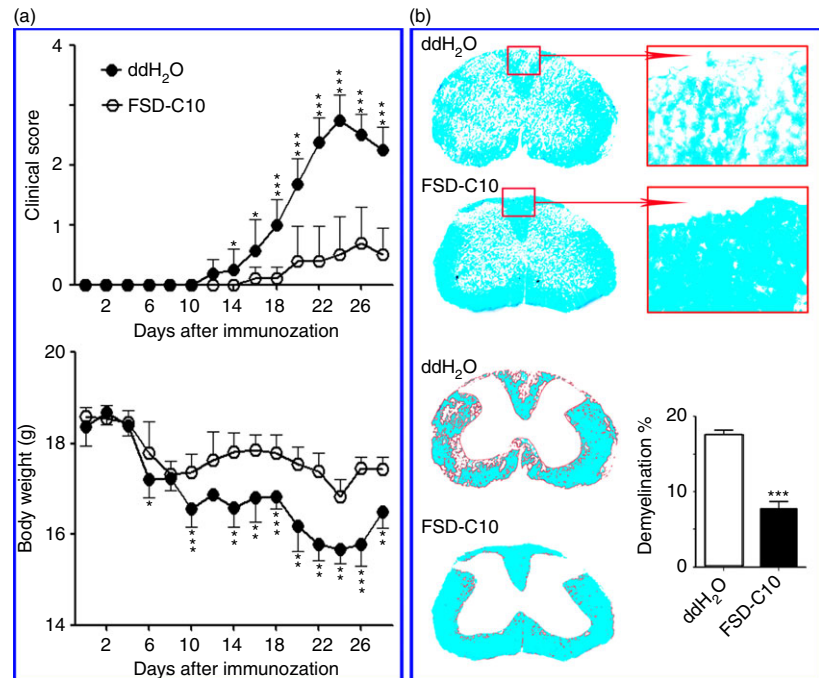 (a)
4
2
0
Clinical score
ddH₂O
FSD-C10
***
***
***
***
***
***
***
*
*
2 6 10 14 18 22 26
Days after immunozation
20
18
16
14
Body weight (g)
*
***
**
**
***
**
**
**
***
**
2 6 10 14 18 22 26
Days after immunozation
(b)
ddH₂O
FSD-C10
ddH₂O
FSD-C10
20
10
0
Demyelination %
***
ddH₂O
FSD-C10